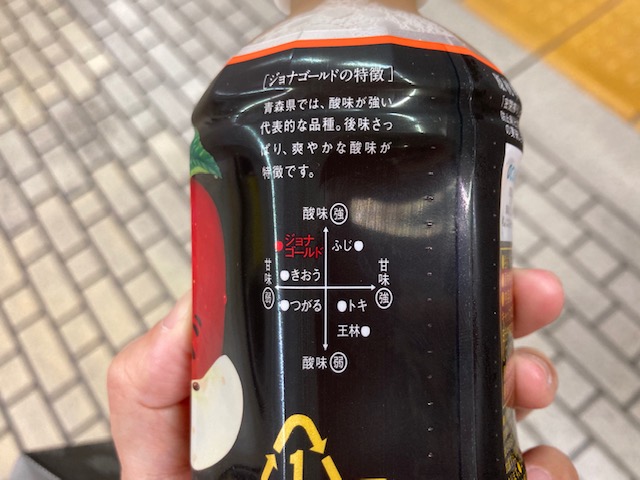 [ジョナゴールドの特徴]
青森県では、酸味が強い
代表的な品種。後味さっ
ぱり、爽やかな酸味が
特徴です。
酸味 強
ジョナ
ゴールド
ふじ
きおう
甘味 弱
甘味 強
つがる
トキ
王林
酸味 弱
1